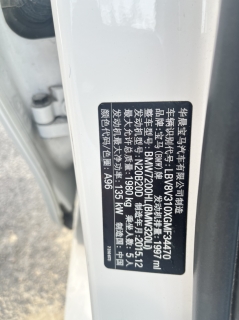 华晨宝马汽车有限公司制造
车辆识别代号:LBV8V3100GMF34470
品牌:宝马(BMW)牌 发动机排量:1997 ml
整车型号:BMW7200HL(BMW320Li)
发动机型号:N20B20D 制造年月:2015.12
最大允许总质量:1980 kg 乘坐人数:5人
发动机最大净功率:135 kW 制造国:中国
颜色代码/色量:A96